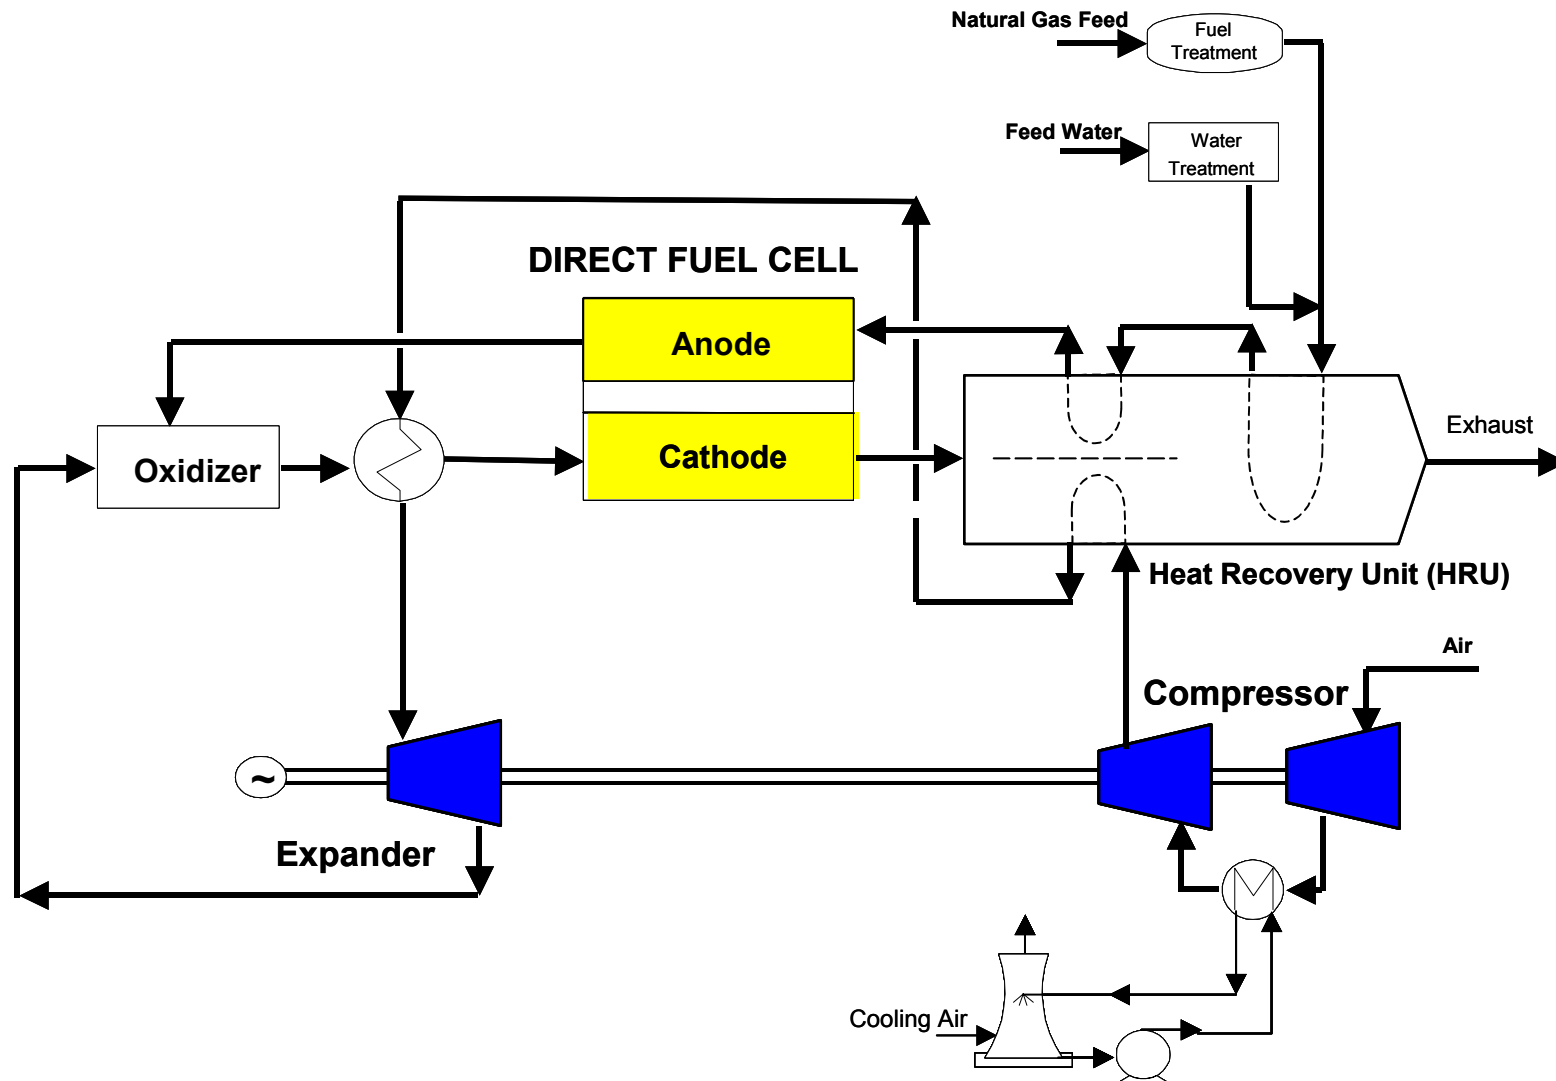 Natural Gas Feed
Fuel
Treatment
Feed Water
Water
Treatment
DIRECT FUEL CELL
Anode
Cathode
Oxidizer
Exhaust
Heat Recovery Unit (HRU)
Air
Compressor
~
Expander
Cooling Air